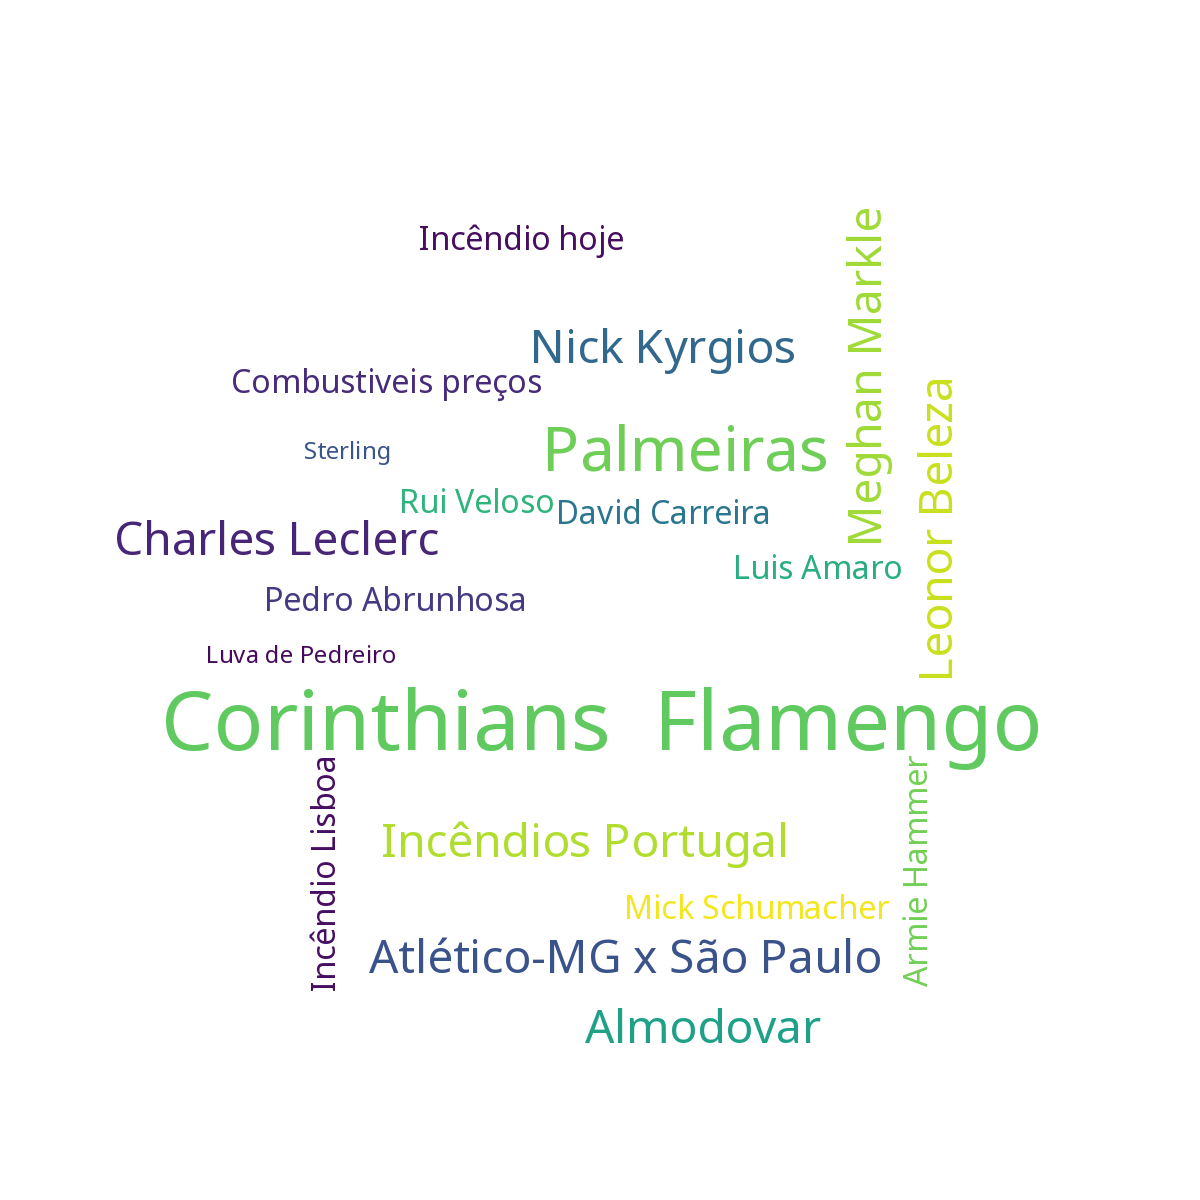 Incêndio hoje
Meghan Markle
Nick Kyrgios
Combustiveis preços
Leonor Beleza
Palmeiras
Sterling
Rui Veloso
David Carreira
Charles Leclerc
Luis Amaro
Pedro Abrunhosa
Luva de Pedreiro
Corinthians Flamengo
Incêndio Lisboa
Armie Hammer
Incêndios Portugal
Mick Schumacher
Atlético-MG x São Paulo
Almodovar